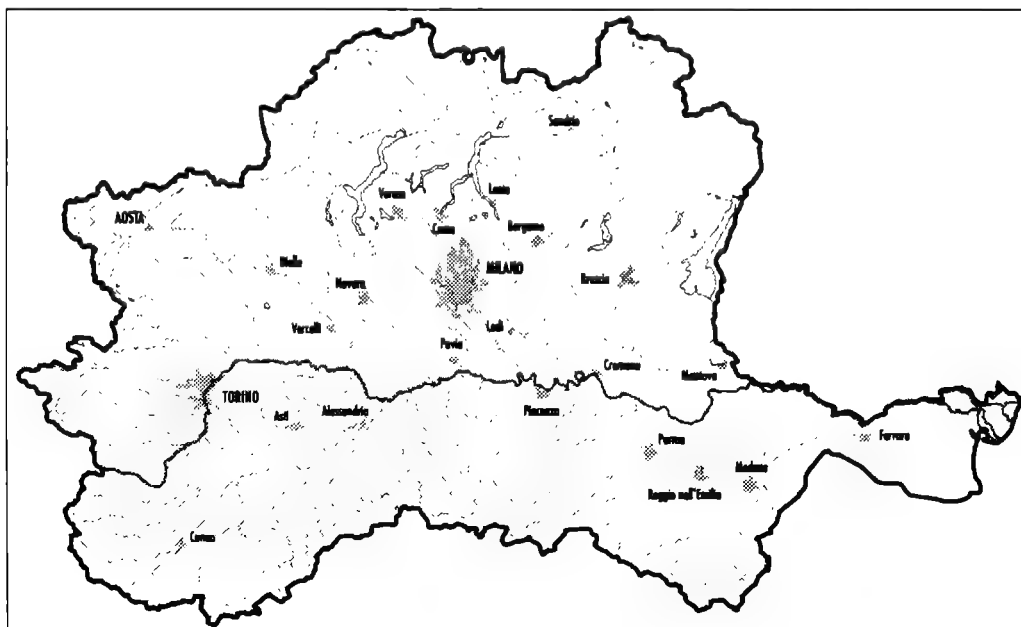 Sondrio
Varese
Lecco
AOSTA
Como
Bergamo
Biella
MILANO
Novara
Brescia
Vercelli
Lodi
Pavia
Cremona
Mantova
TORINO
Asti
Alessandria
Piacenza
Parma
Ferrara
Modena
Reggio nell'Emilia
Cuneo